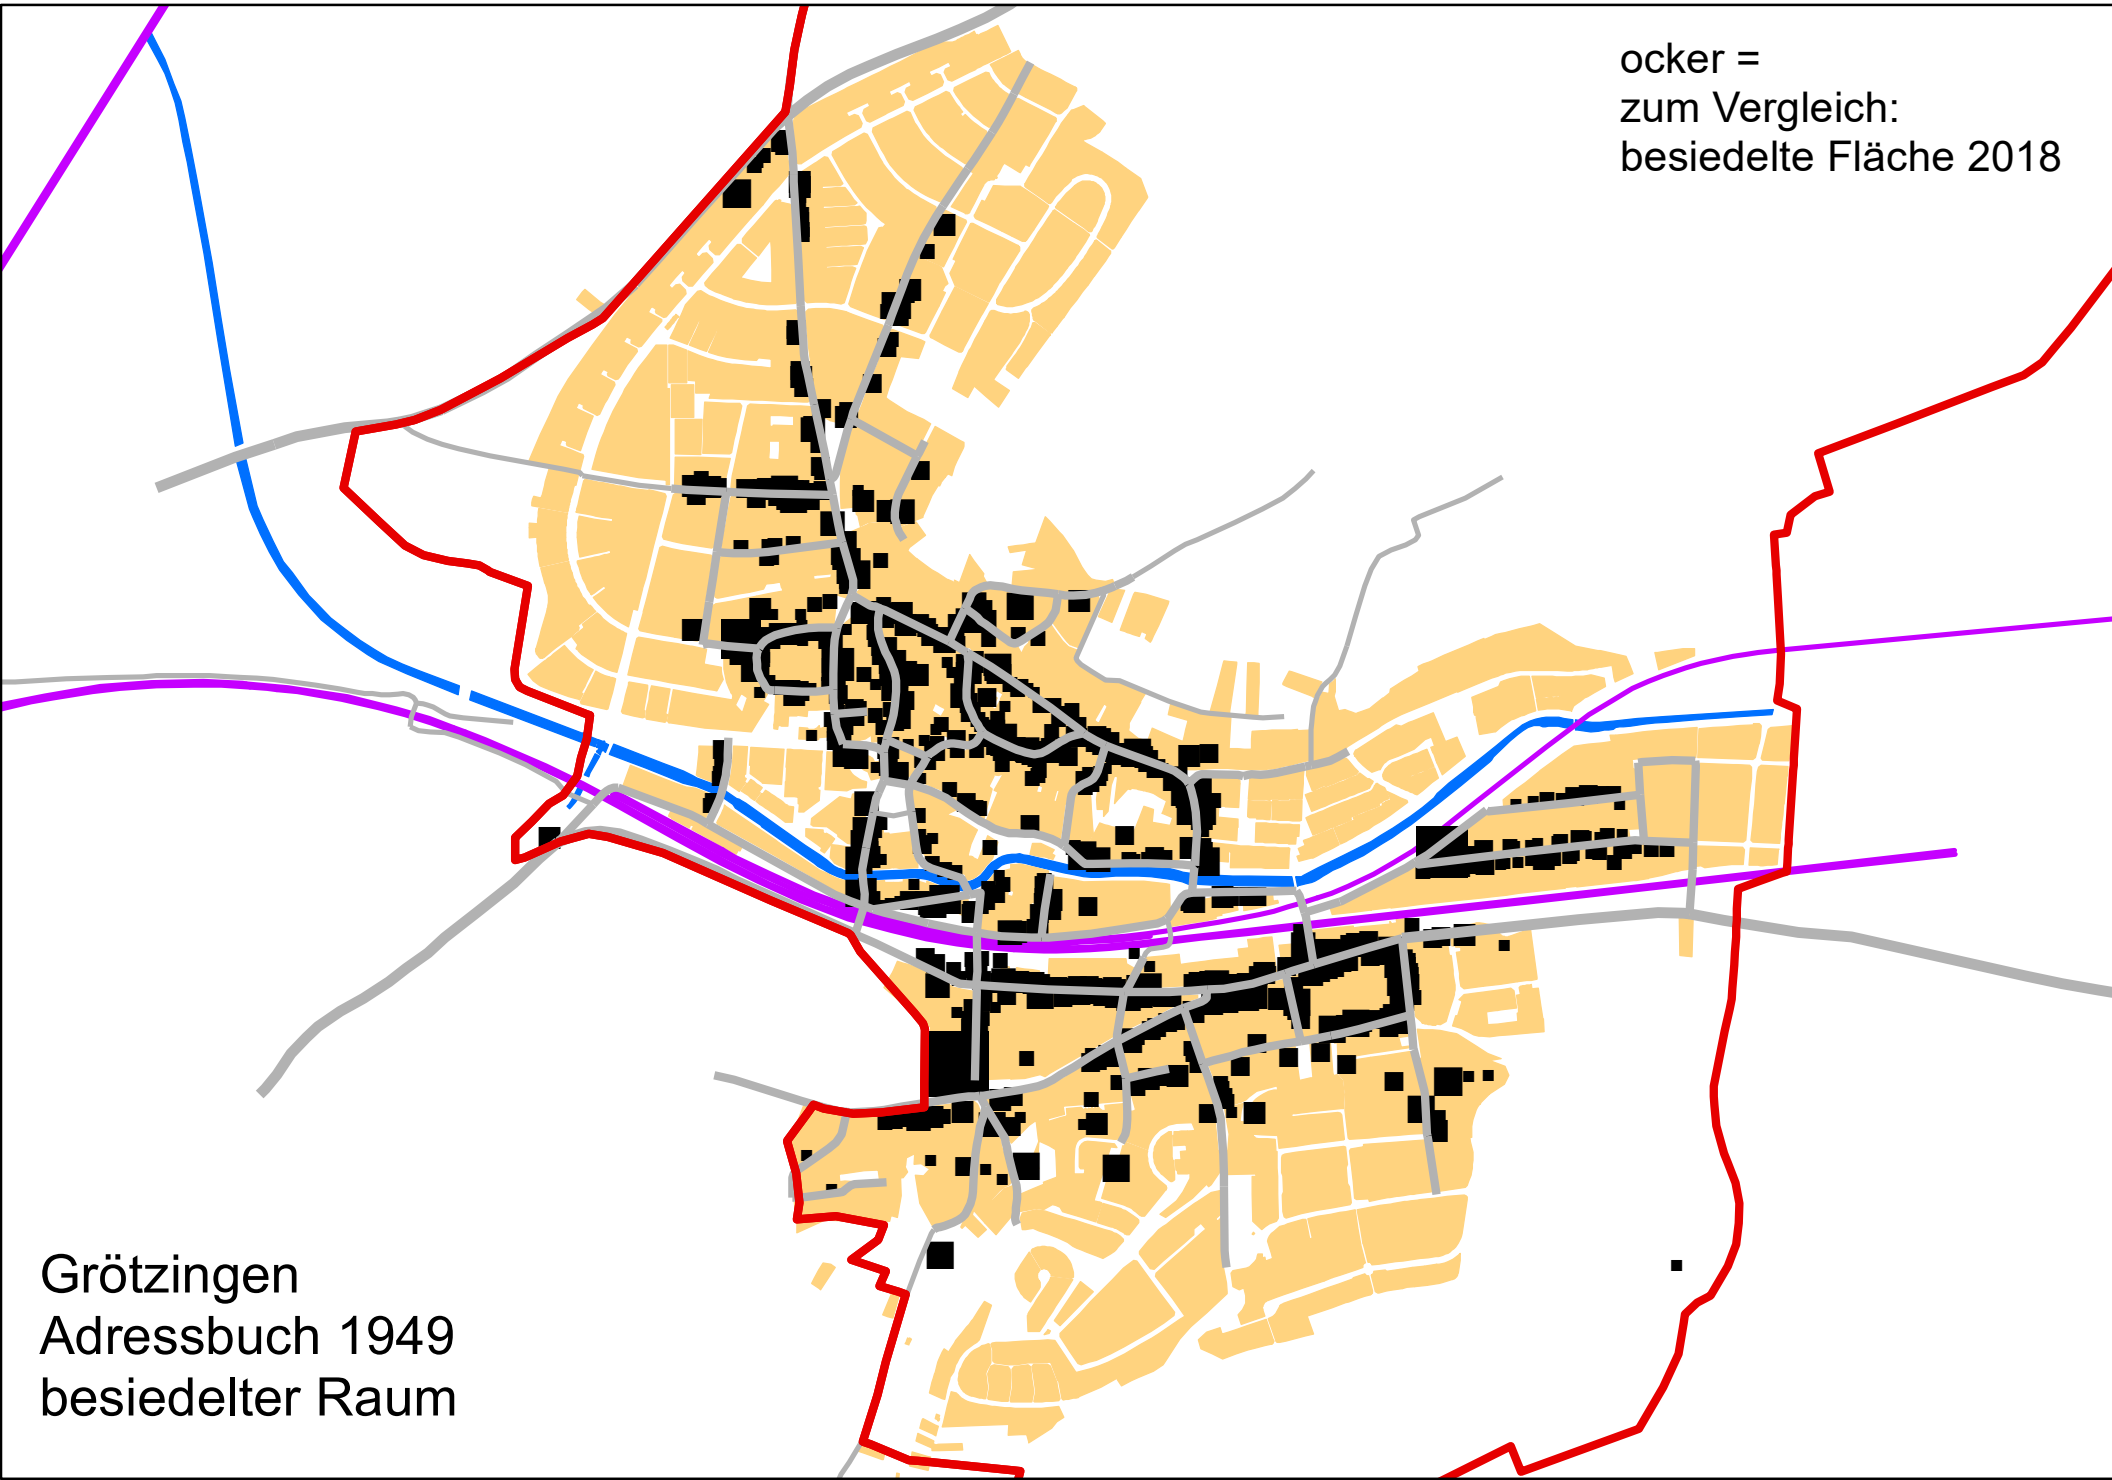 ocker =
zum Vergleich:
besiedelte Fläche 2018
Grötzingen
Adressbuch 1949
besiedelter Raum